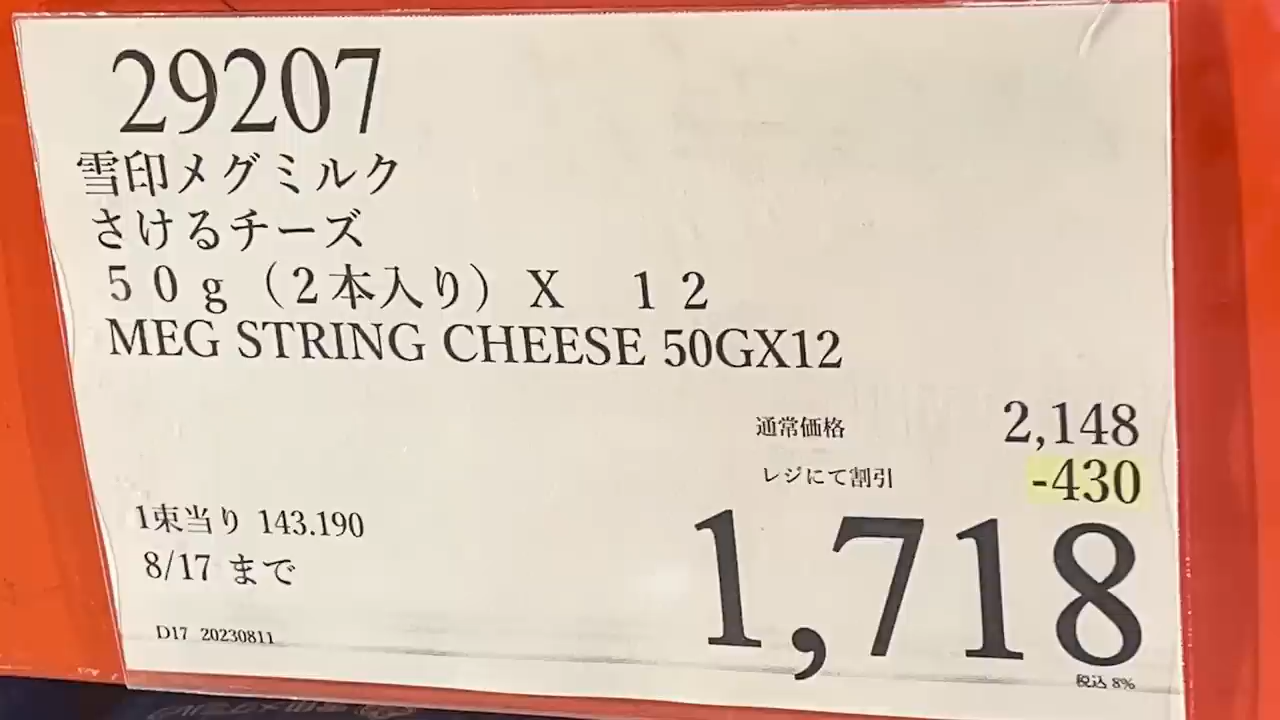 29207
雪印メグミルク
さけるチーズ
50g（2本入り）X 12
MEG STRING CHEESE 50GX12
通常価格 2,148
レジにて割引 -430
1,718
税込 8%
1束当り 143.190
8/17 まで
D17 20230811